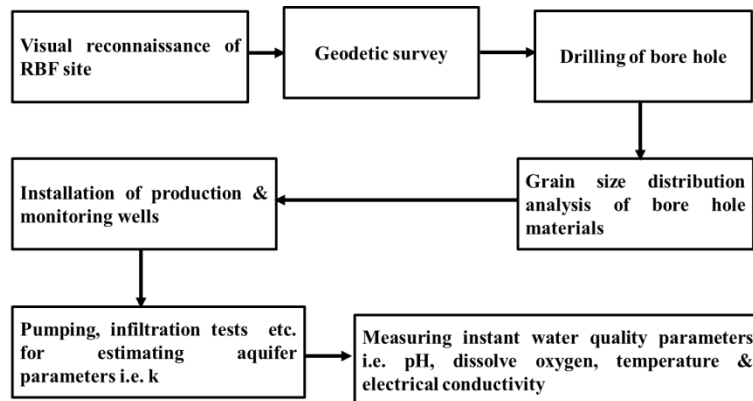 Visual reconnaissance of
RBF site
Geodetic survey
Drilling of bore hole
Grain size distribution
analysis of bore hole
materials
Installation of production &
monitoring wells
Pumping, infiltration tests etc.
for estimating aquifer
parameters i.e. k
Measuring instant water quality parameters
i.e. pH, dissolve oxygen, temperature &
electrical conductivity